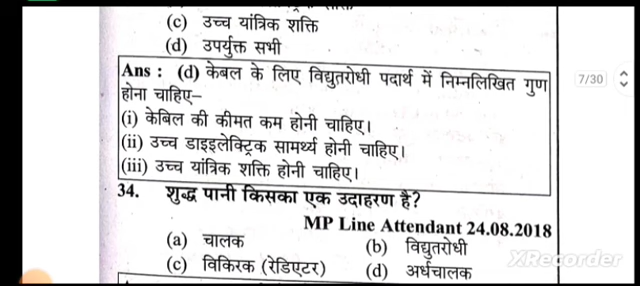 (c) उच्च यांत्रिक शक्ति
(d) उपर्युक्त सभी
Ans : (d) केबल के लिए विद्युतरोधी पदार्थ में निम्नलिखित गुण
होना चाहिए–
(i) केबिल की कीमत कम होनी चाहिए।
(ii) उच्च डाइइलेक्ट्रिक सामर्थ्य होनी चाहिए।
(iii) उच्च यांत्रिक शक्ति होनी चाहिए।
7/30
34. शुद्ध पानी किसका एक उदाहरण है?
MP Line Attendant 24.08.2018
(a) चालक (b) विद्युतरोधी
(c) विकिरक (रेडिएटर) (d) अर्धचालक
XRecorder